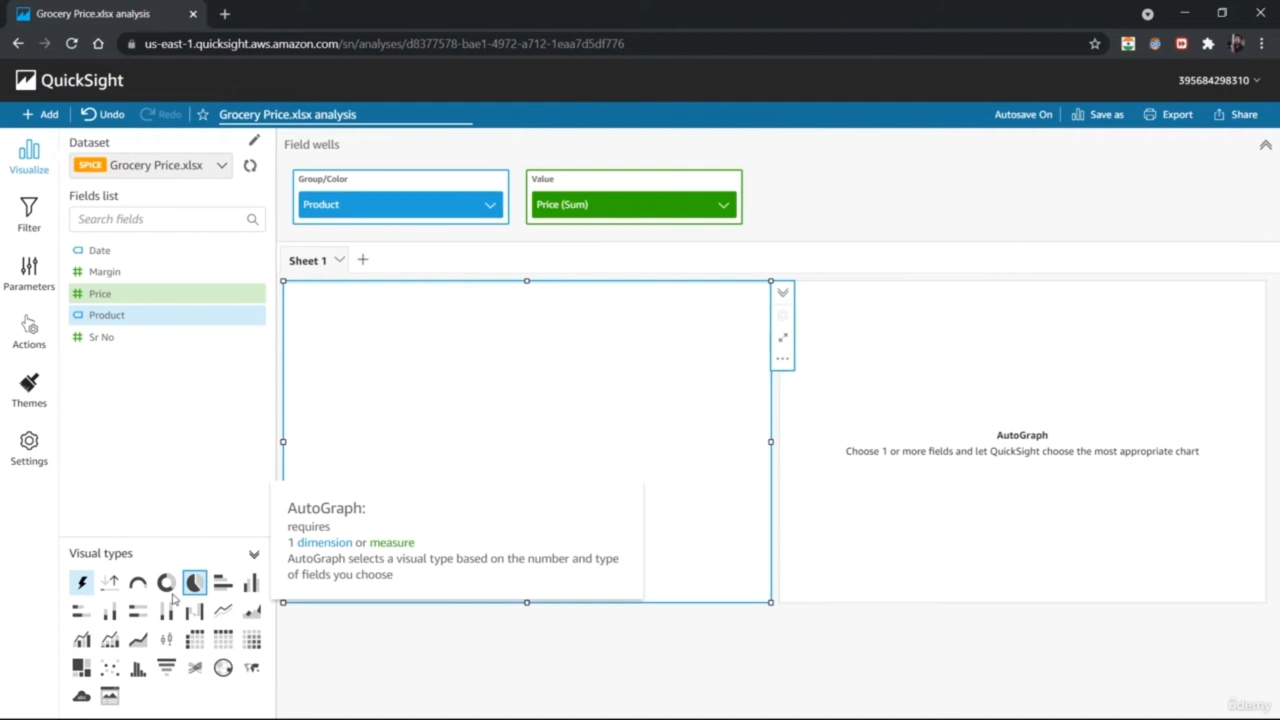 Grocery Price.xlsx analysis
us-east-1.quicksight.aws.amazon.com/sn/analyses/d8377578-bae1-4972-a712-1eaa7d5df776
QuickSight
395684298310
Add
Undo
Redo
Grocery Price.xlsx analysis
Autosave On
Save as
Export
Share
Visualize
Filter
Parameters
Actions
Themes
Settings
Dataset
SPICE Grocery Price.xlsx
Fields list
Search fields
Date
Margin
Price
Product
Sr No
Visual types
Field wells
Group/Color
Product
Value
Price (Sum)
Sheet 1
AutoGraph
Choose 1 or more fields and let QuickSight choose the most appropriate chart
AutoGraph:
requires
1 dimension or measure
AutoGraph selects a visual type based on the number and type
of fields you choose
ûdemy